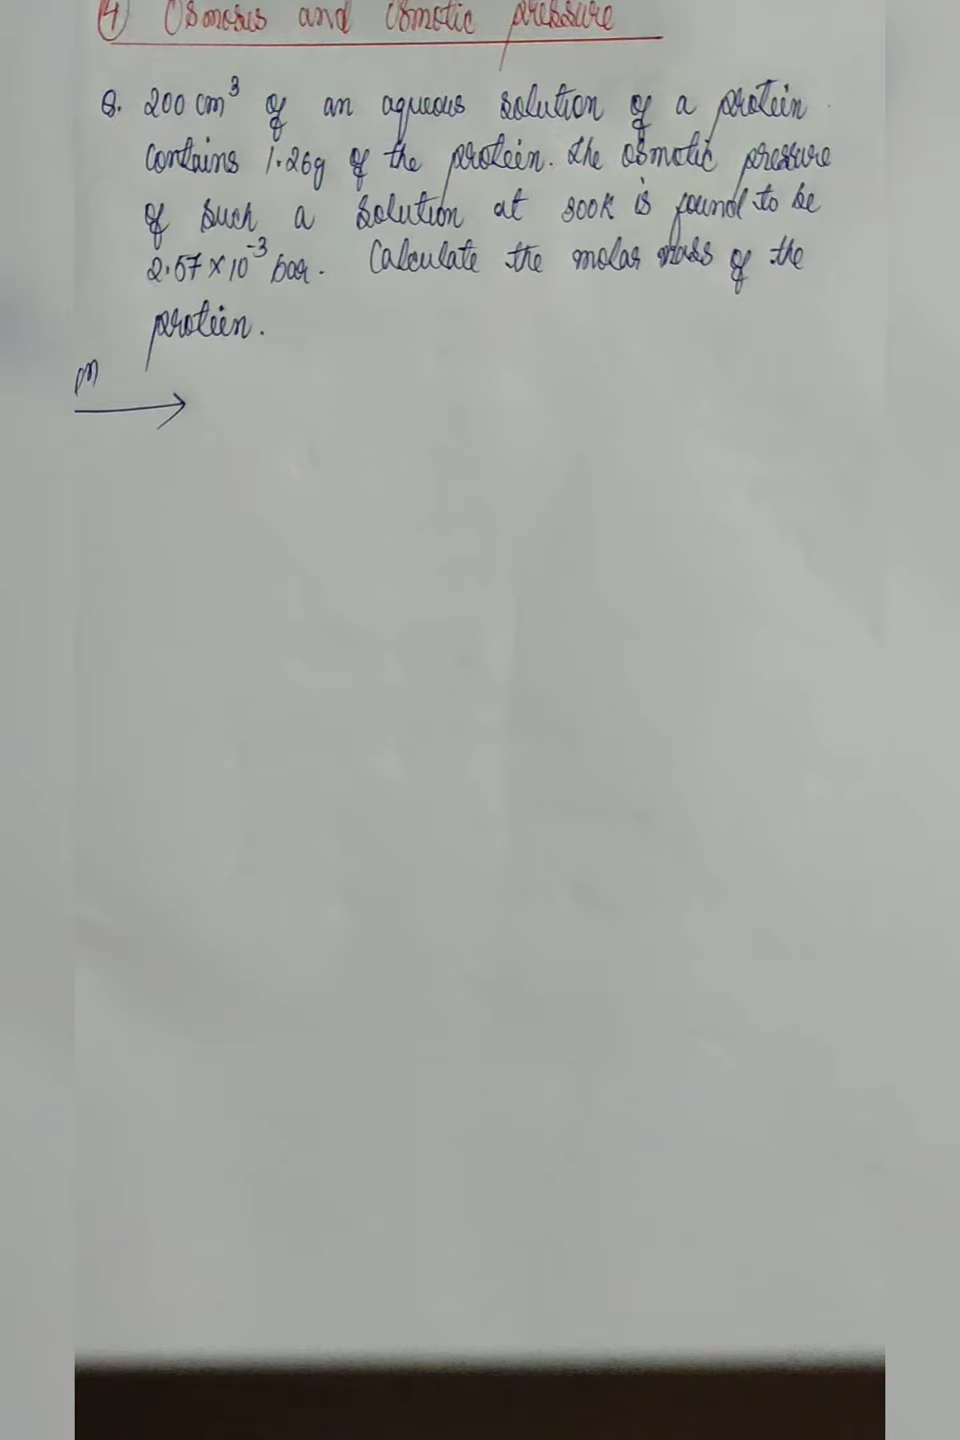 (4) Osmosis and Osmotic pressure
Q. 200 cm³ of an aqueous solution of a protein
contains 1.26g of the protein. The osmotic pressure
of such a solution at 300K is found to be
2.57 × 10⁻³ bar. Calculate the molar mass of the
protein.
→